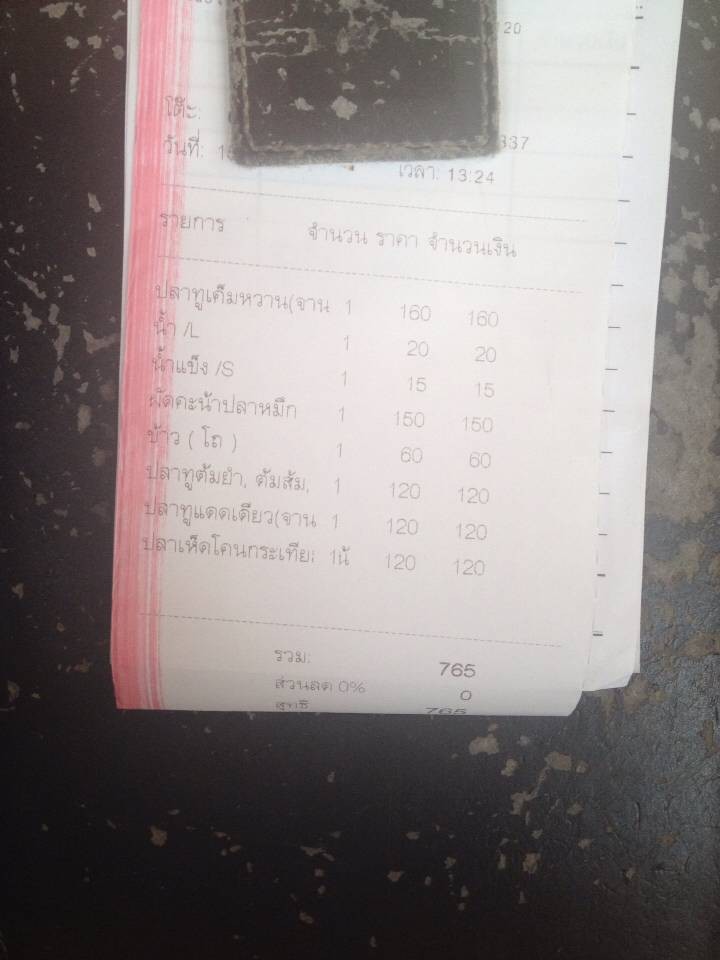 20
โต๊ะ:
วันที่: 1 337
เวลา: 13:24
รายการ จำนวน ราคา จำนวนเงิน
ปลาทูเค็มหวาน(จาน 1 160 160
น้ำ /L 1 20 20
น้ำแข็ง /S 1 15 15
ผัดคะน้าปลาหมึก 1 150 150
ข้าว ( โถ ) 1 60 60
ปลาทูต้มยำ, ต้มส้ม, 1 120 120
ปลาทูแดดเดียว(จาน 1 120 120
ปลาเห็ดโคนกระเทีย 1น้ 120 120
รวม: 765
ส่วนลด 0% 0
สุทธิ 765